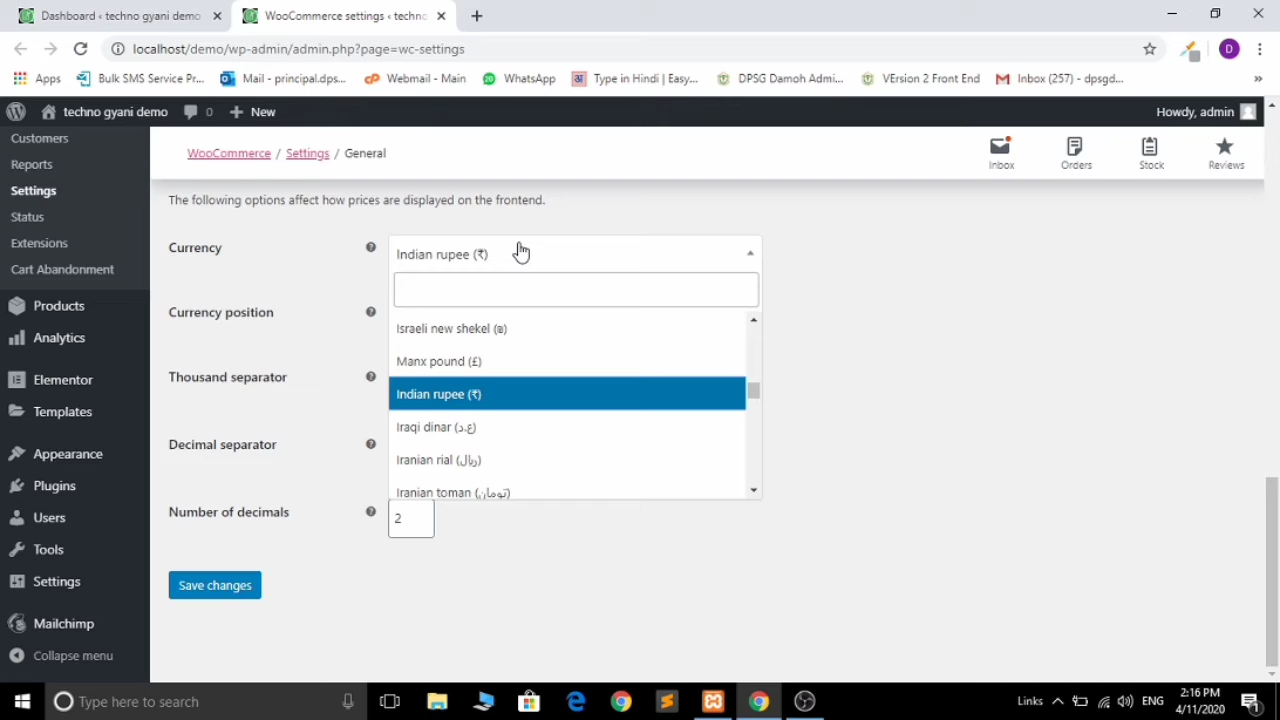 Dashboard ‹ techno gyani demo
WooCommerce settings ‹ techno
localhost/demo/wp-admin/admin.php?page=wc-settings
D
Apps
Bulk SMS Service Pr...
Mail - principal.dps...
Webmail - Main
WhatsApp
Type in Hindi | Easy...
DPSG Damoh Admi...
VErsion 2 Front End
Inbox (257) - dpsgd...
techno gyani demo
0
New
Howdy, admin
Customers
Reports
Settings
Status
Extensions
Cart Abandonment
Products
Analytics
Elementor
Templates
Appearance
Plugins
Users
Tools
Settings
Mailchimp
Collapse menu
WooCommerce / Settings / General
Inbox
Orders
Stock
Reviews
The following options affect how prices are displayed on the frontend.
Currency
Indian rupee (₹)
Israeli new shekel (₪)
Manx pound (£)
Indian rupee (₹)
Iraqi dinar (ع.د)
Iranian rial (ریال)
Iranian toman (تومان)
Currency position
Thousand separator
Decimal separator
Number of decimals
2
Save changes
Type here to search
Links
ENG
2:16 PM
4/11/2020
1